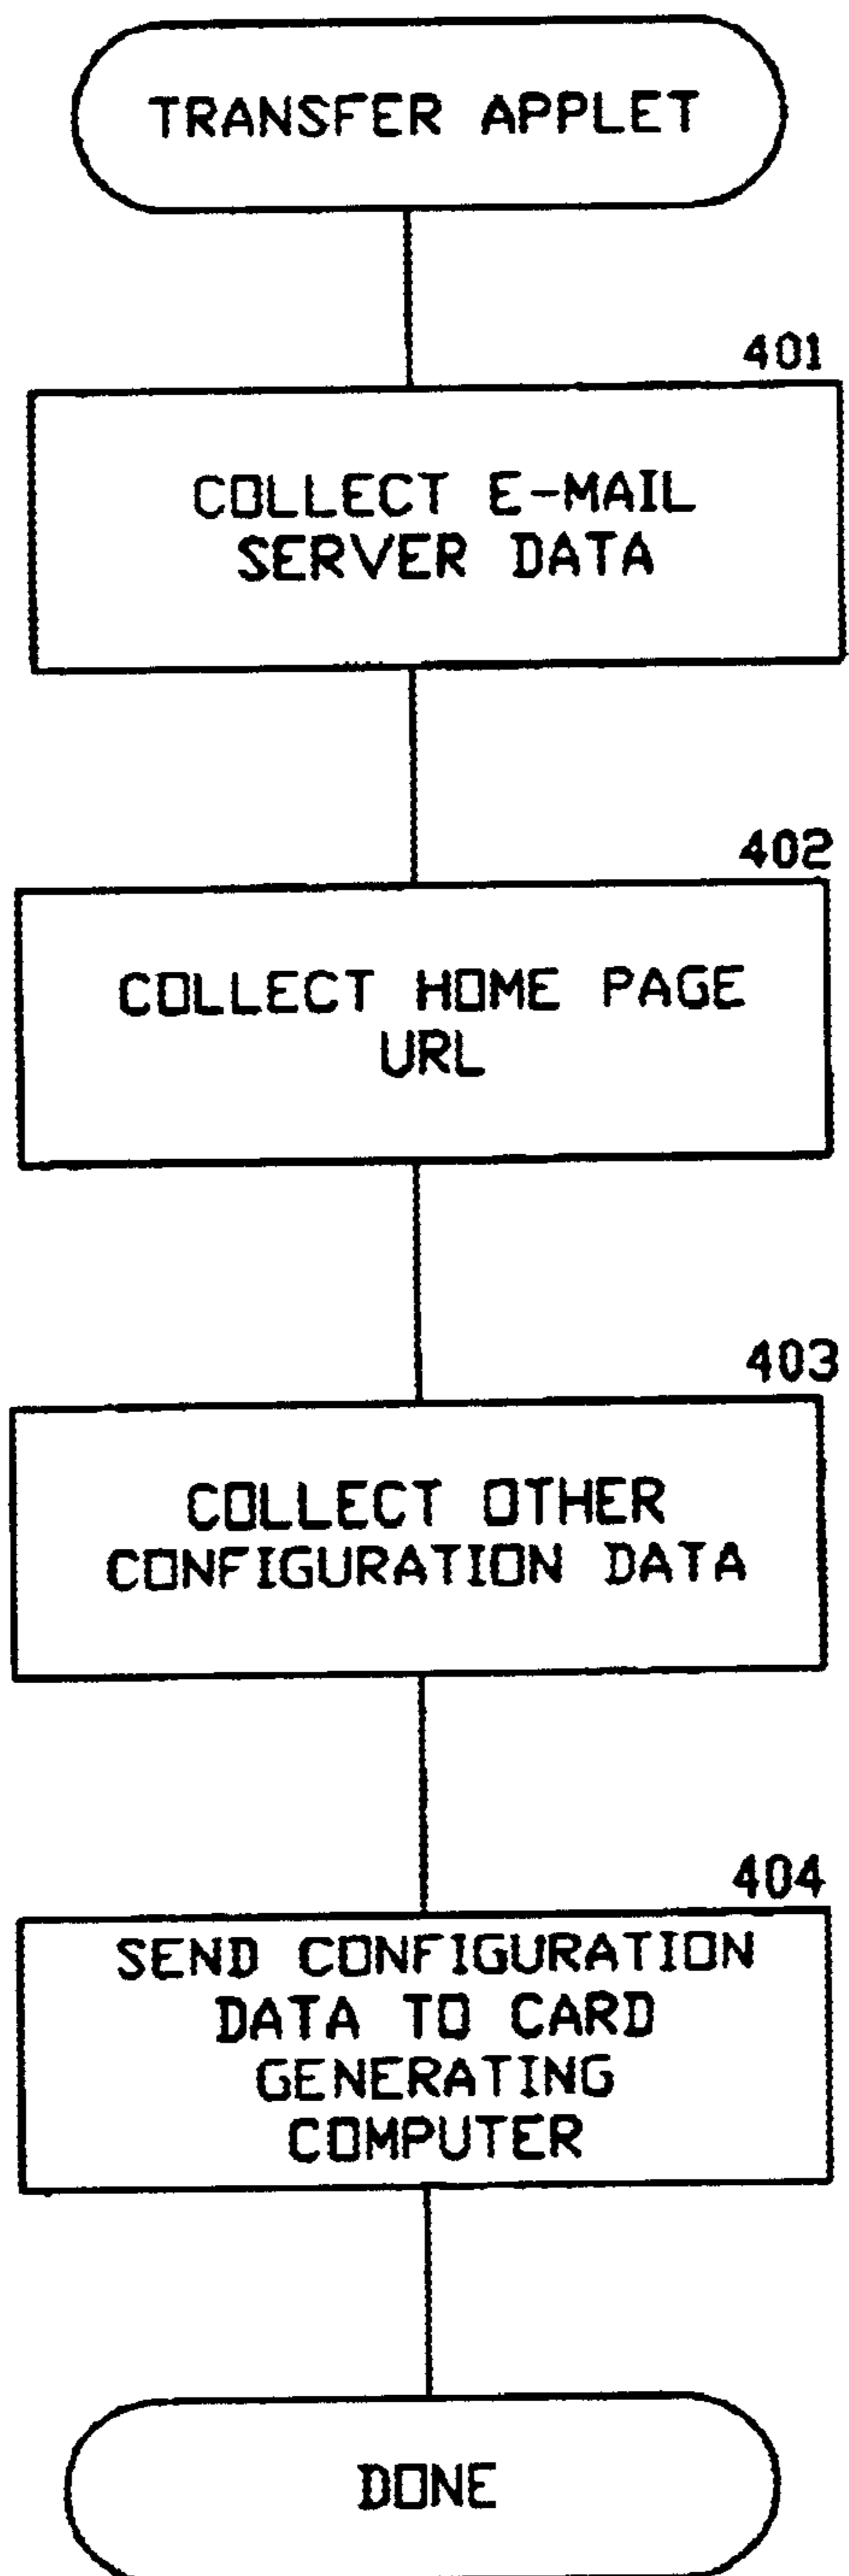 TRANSFER APPLET
401
COLLECT E-MAIL
SERVER DATA
402
COLLECT HOME PAGE
URL
403
COLLECT OTHER
CONFIGURATION DATA
404
SEND CONFIGURATION
DATA TO CARD
GENERATING
COMPUTER
DONE